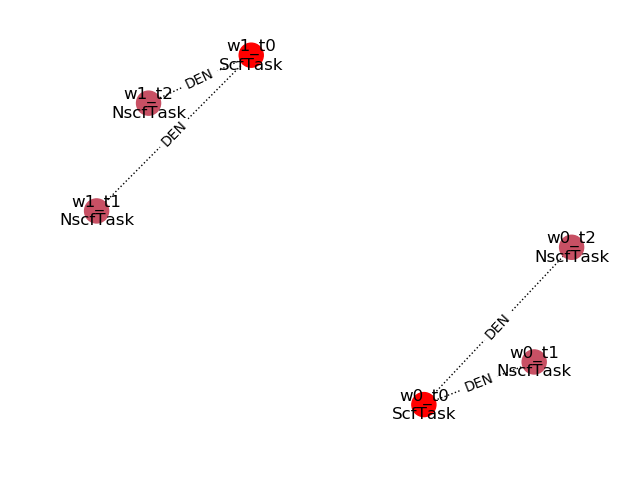 w1_t0
ScfTask
DEN
w1_t2
NscfTask
DEN
w1_t1
NscfTask
w0_t2
NscfTask
DEN
w0_t1
NscfTask
DEN
w0_t0
ScfTask